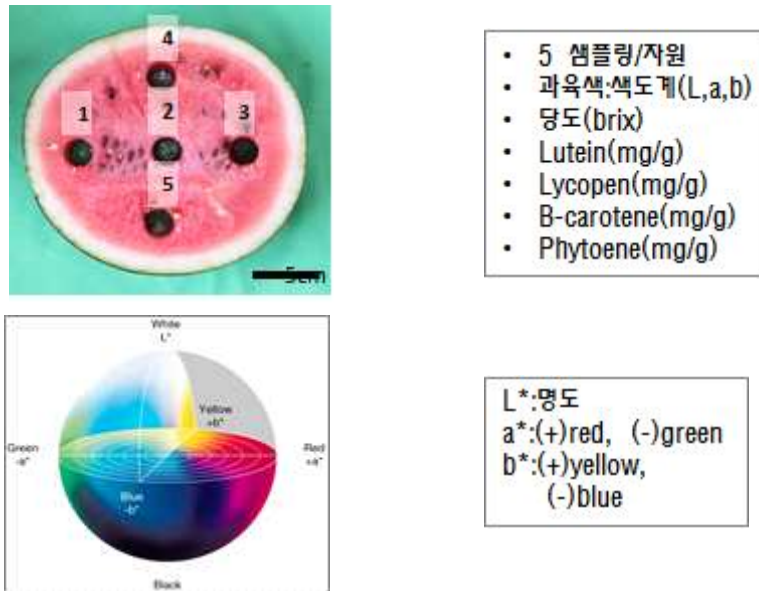 4
1
2
3
5
5cm
• 5 샘플링/자원
• 과육색:색도계(L,a,b)
• 당도(brix)
• Lutein(mg/g)
• Lycopen(mg/g)
• B-carotene(mg/g)
• Phytoene(mg/g)
White
L*
Yellow
+b*
Green
-a*
Red
+a*
Blue
-b*
Black
L*:명도
a*:(+)red, (-)green
b*:(+)yellow,
(-)blue